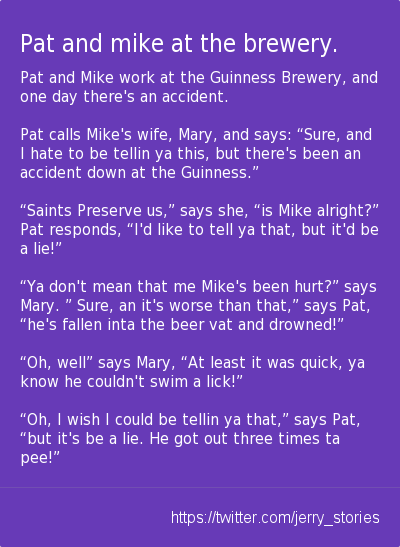 Pat and mike at the brewery.
Pat and Mike work at the Guinness Brewery, and
one day there's an accident.
Pat calls Mike's wife, Mary, and says: “Sure, and
I hate to be tellin ya this, but there's been an
accident down at the Guinness.”
“Saints Preserve us,” says she, “is Mike alright?”
Pat responds, “I'd like to tell ya that, but it'd be
a lie!”
“Ya don't mean that me Mike's been hurt?” says
Mary. ” Sure, an it's worse than that,” says Pat,
“he's fallen inta the beer vat and drowned!”
“Oh, well” says Mary, “At least it was quick, ya
know he couldn't swim a lick!”
“Oh, I wish I could be tellin ya that,” says Pat,
“but it's be a lie. He got out three times ta
pee!”
https://twitter.com/jerry_stories